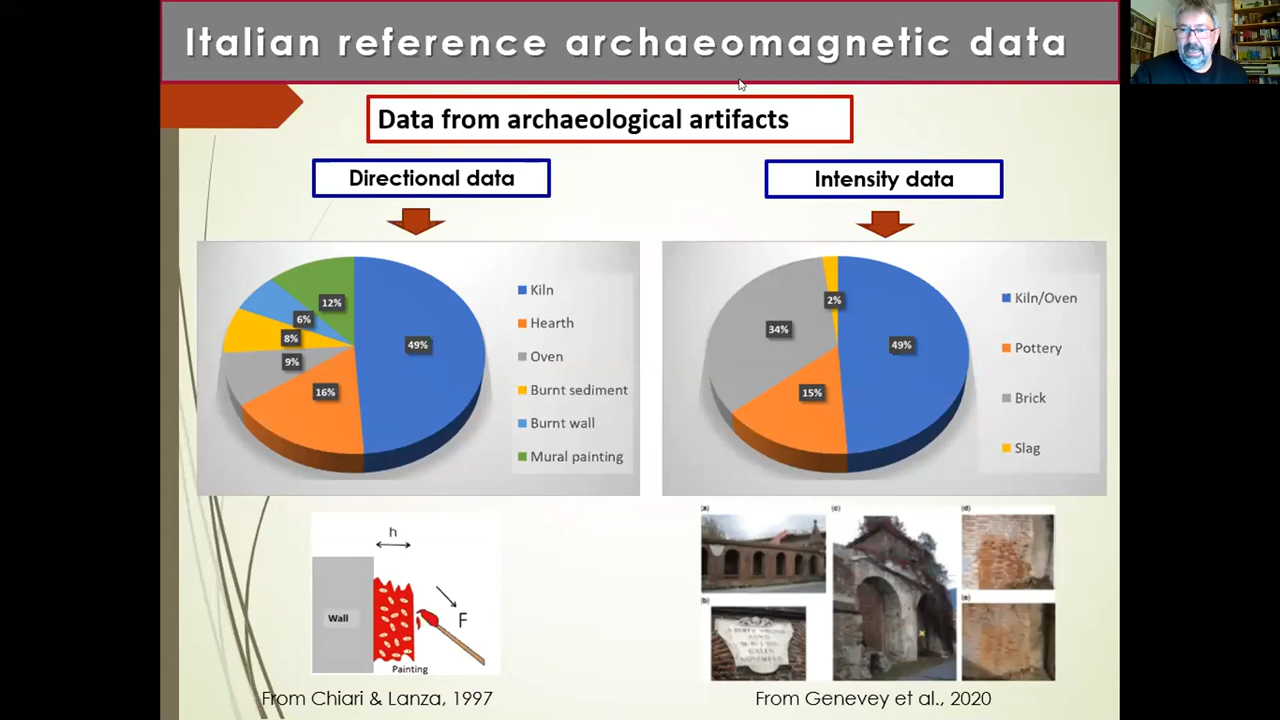 Italian reference archaeomagnetic data
Data from archaeological artifacts
Directional data
Intensity data
12%
6%
8%
9%
16%
49%
Kiln
Hearth
Oven
Burnt sediment
Burnt wall
Mural painting
2%
34%
49%
15%
Kiln/Oven
Pottery
Brick
Slag
h
Wall
F
Painting
From Chiari & Lanza, 1997
(a)
(b)
(c)
(d)
(e)
From Genevey et al., 2020